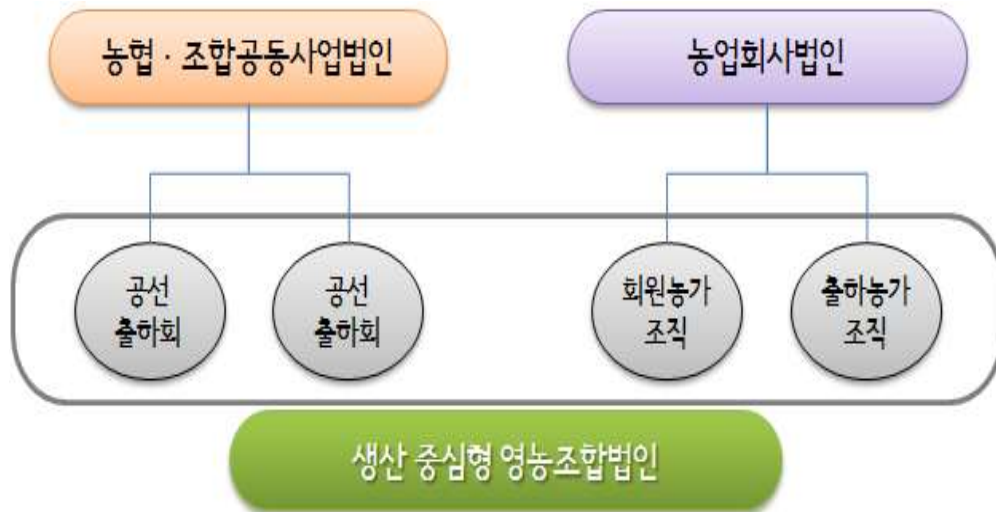 농협 · 조합공동사업법인
농업회사법인
공선
출하회
공선
출하회
회원농가
조직
출하농가
조직
생산 중심형 영농조합법인